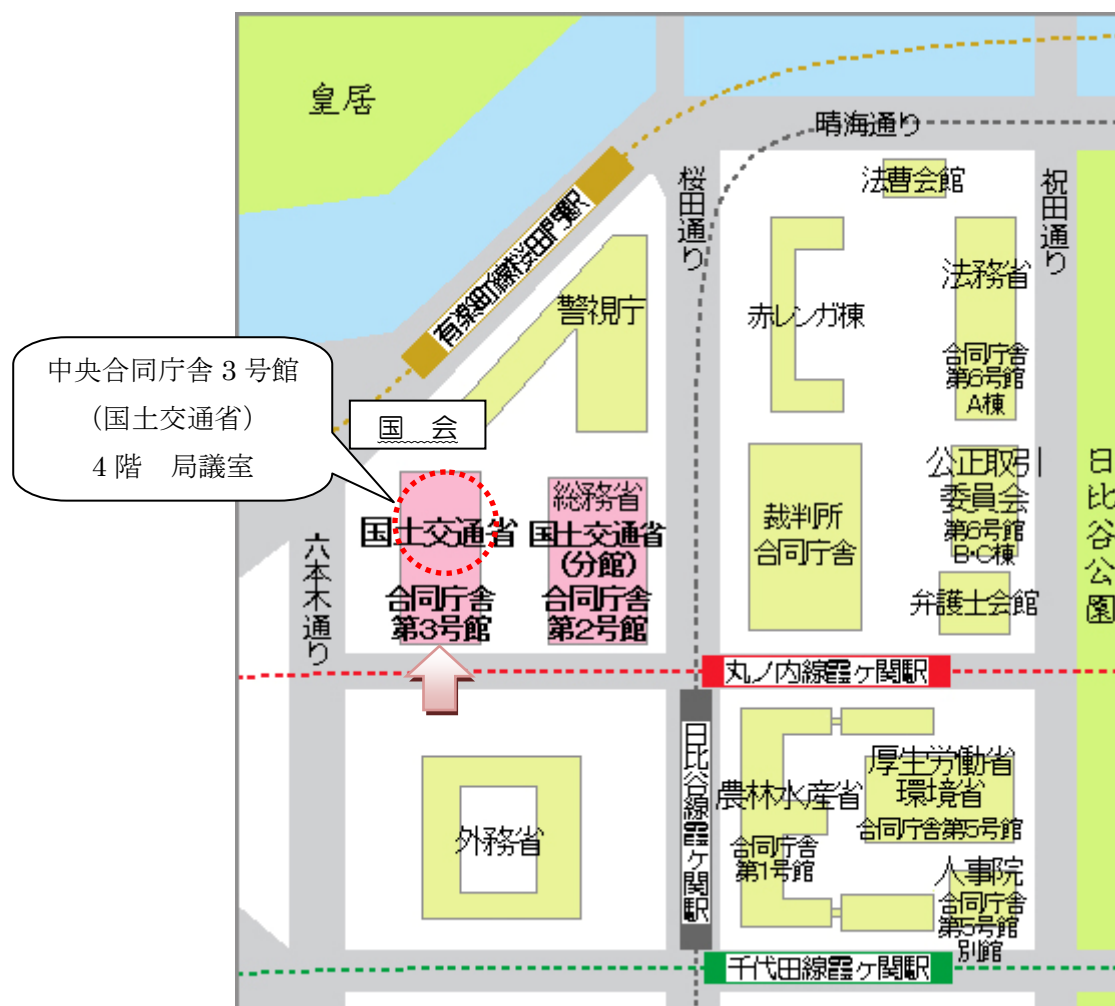 皇居
晴海通り
桜田通り
祝田通り
法曹会館
有楽町線桜田門駅
警視庁
赤レンガ棟
法務省
合同庁舎
第6号館
A棟
中央合同庁舎 3 号館
（国土交通省）
4 階　局議室
国　会
国土交通省
合同庁舎
第3号館
総務省
国土交通省
(分館)
合同庁舎
第2号館
裁判所
合同庁舎
公正取引
委員会
第6号館
B・C棟
弁護士会館
日比谷公園
六本木通り
丸ノ内線霞ヶ関駅
日比谷線霞ヶ関駅
外務省
農林水産省
合同庁舎
第1号館
厚生労働省
環境省
合同庁舎第5号館
人事院
合同庁舎
第5号館
別館
千代田線霞ヶ関駅